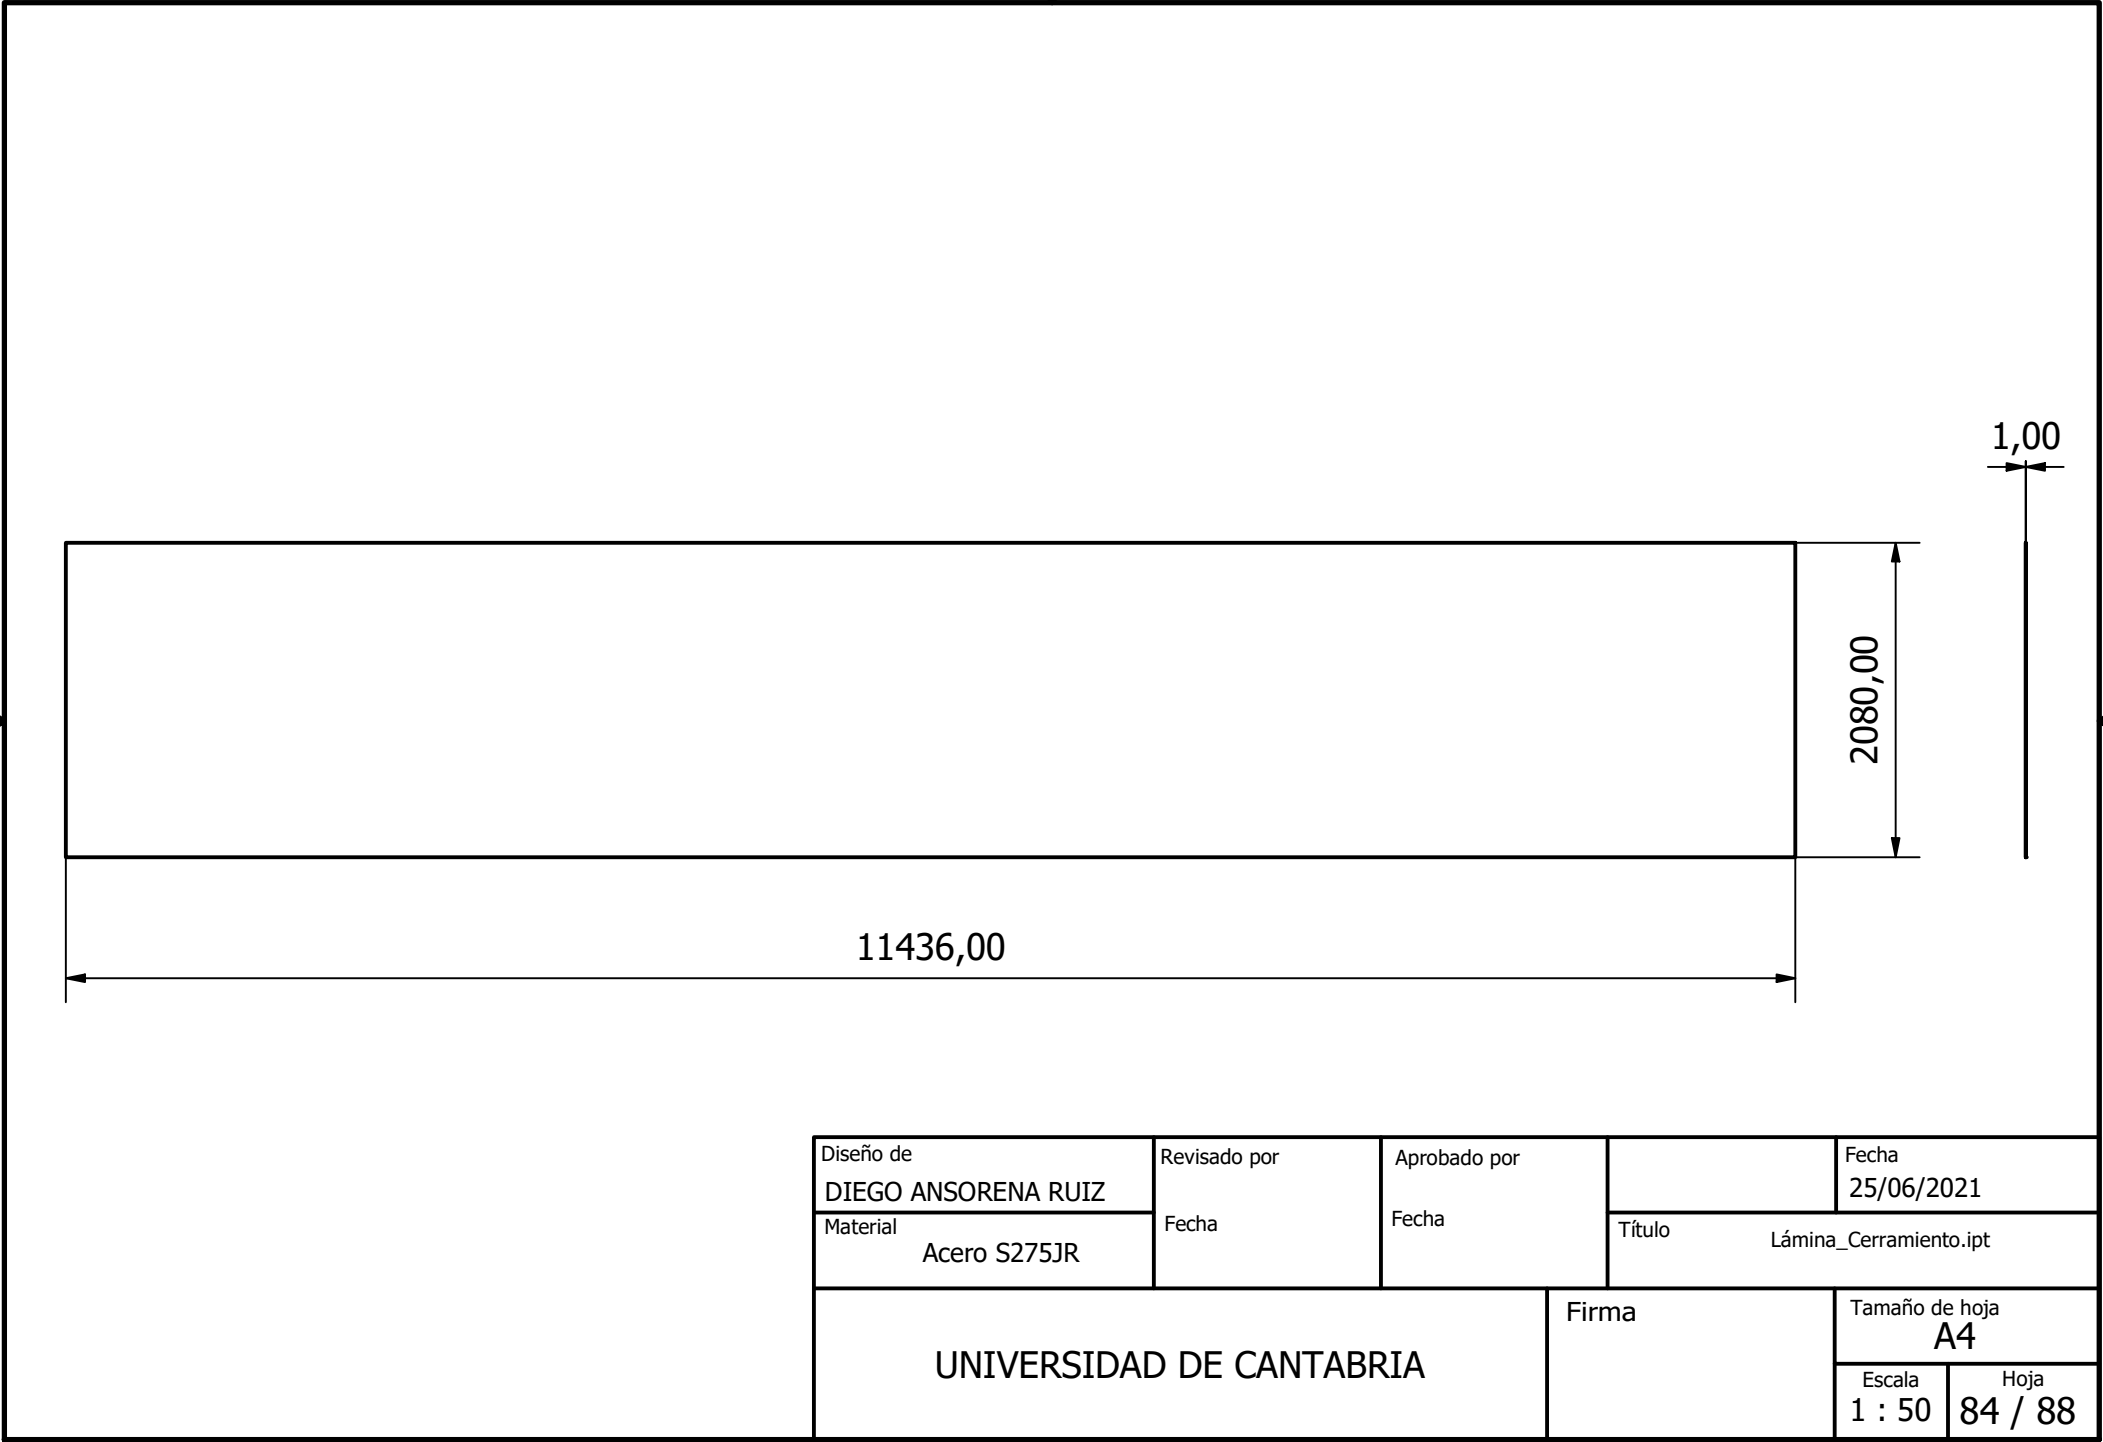 1,00
2080,00
11436,00
Diseño de
DIEGO ANSORENA RUIZ
Revisado por
Fecha
Aprobado por
Fecha
Fecha
25/06/2021
Material
Acero S275JR
Título
Lámina_Cerramiento.ipt
UNIVERSIDAD DE CANTABRIA
Firma
Tamaño de hoja
A4
Escala
1 : 50
Hoja
84 / 88